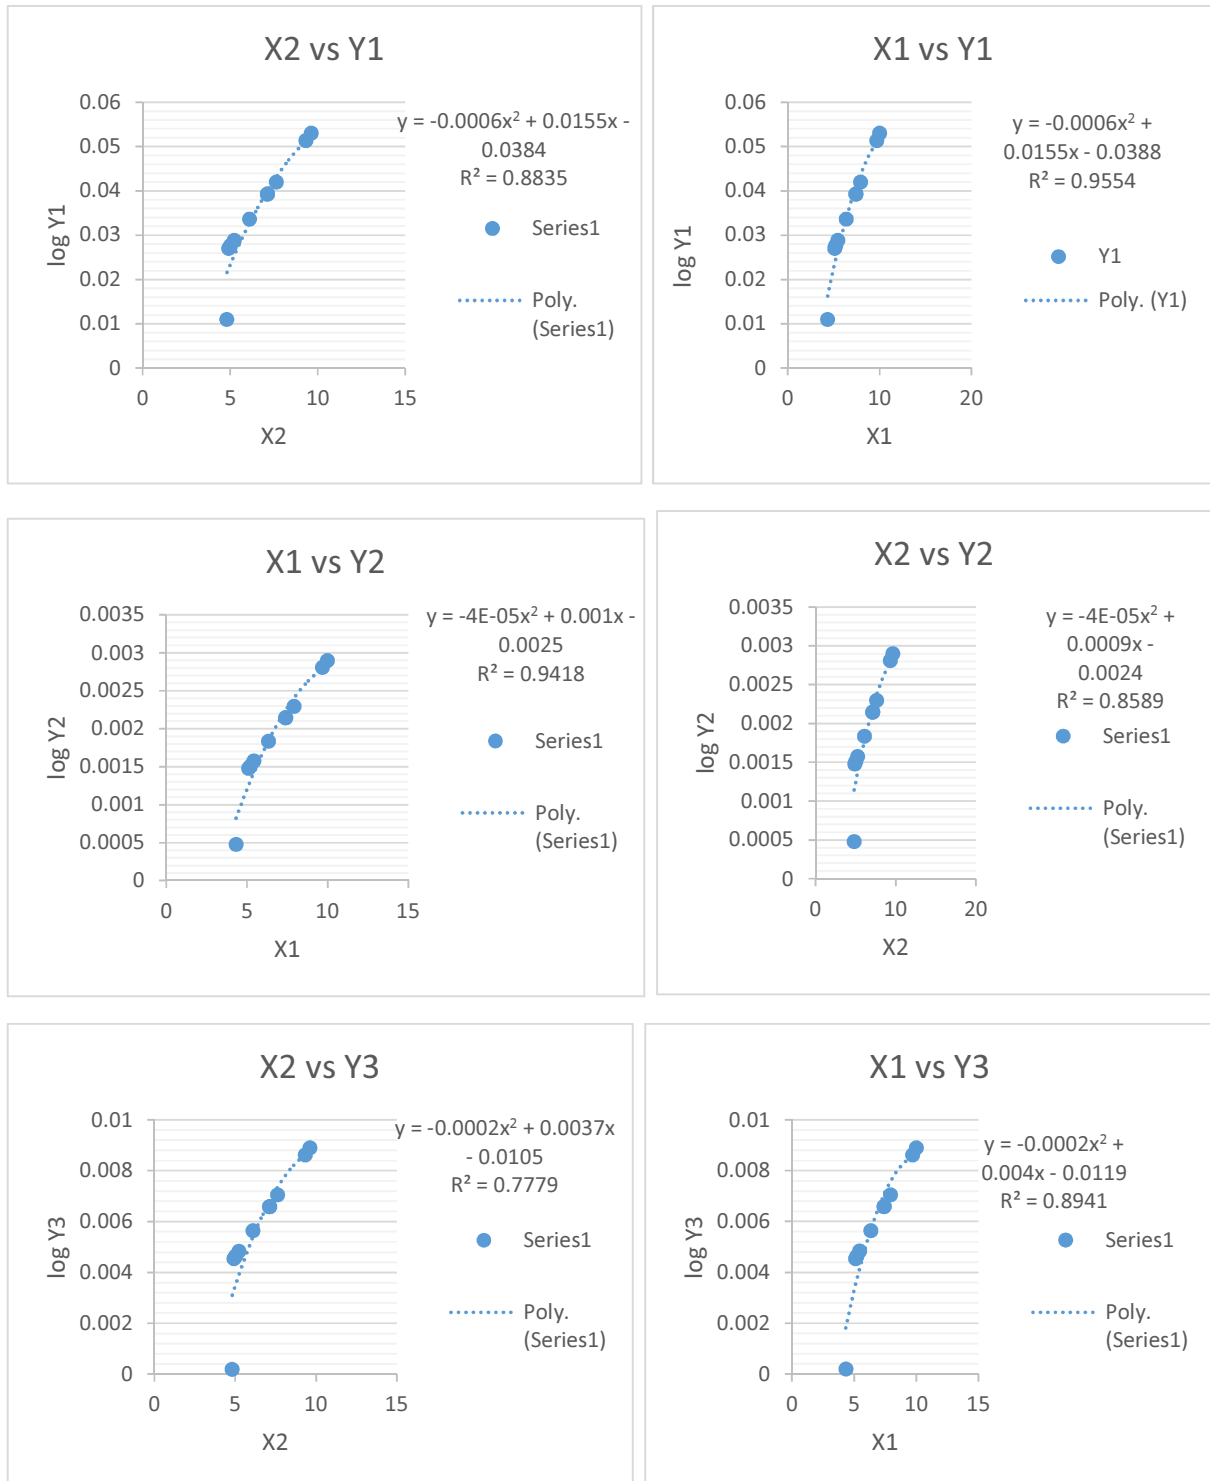 X2 vs Y1
0.06
0.05
0.04
0.03
0.02
0.01
0
log Y1
0
5
10
15
X2
y = -0.0006x² + 0.0155x -
0.0384
R² = 0.8835
Series1
Poly.
(Series1)
X1 vs Y1
0.06
0.05
0.04
0.03
0.02
0.01
0
log Y1
0
10
20
X1
y = -0.0006x² +
0.0155x - 0.0388
R² = 0.9554
Y1
Poly. (Y1)
X1 vs Y2
0.0035
0.003
0.0025
0.002
0.0015
0.001
0.0005
0
log Y2
0
5
10
15
X1
y = -4E-05x² + 0.001x -
0.0025
R² = 0.9418
Series1
Poly.
(Series1)
X2 vs Y2
0.0035
0.003
0.0025
0.002
0.0015
0.001
0.0005
0
log Y2
0
10
20
X2
y = -4E-05x² +
0.0009x -
0.0024
R² = 0.8589
Series1
Poly.
(Series1)
X2 vs Y3
0.01
0.008
0.006
0.004
0.002
0
log Y3
0
5
10
15
X2
y = -0.0002x² + 0.0037x
- 0.0105
R² = 0.7779
Series1
Poly.
(Series1)
X1 vs Y3
0.01
0.008
0.006
0.004
0.002
0
log Y3
0
5
10
15
X1
y = -0.0002x² +
0.004x - 0.0119
R² = 0.8941
Series1
Poly.
(Series1)